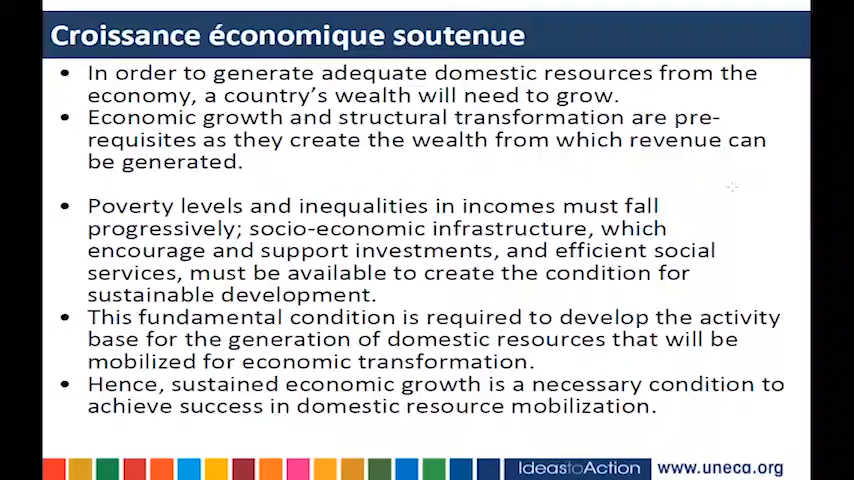 Croissance économique soutenue
• In order to generate adequate domestic resources from the
economy, a country's wealth will need to grow.
• Economic growth and structural transformation are pre-
requisites as they create the wealth from which revenue can
be generated.
• Poverty levels and inequalities in incomes must fall
progressively; socio-economic infrastructure, which
encourage and support investments, and efficient social
services, must be available to create the condition for
sustainable development.
• This fundamental condition is required to develop the activity
base for the generation of domestic resources that will be
mobilized for economic transformation.
• Hence, sustained economic growth is a necessary condition to
achieve success in domestic resource mobilization.
IdeastoAction www.uneca.org